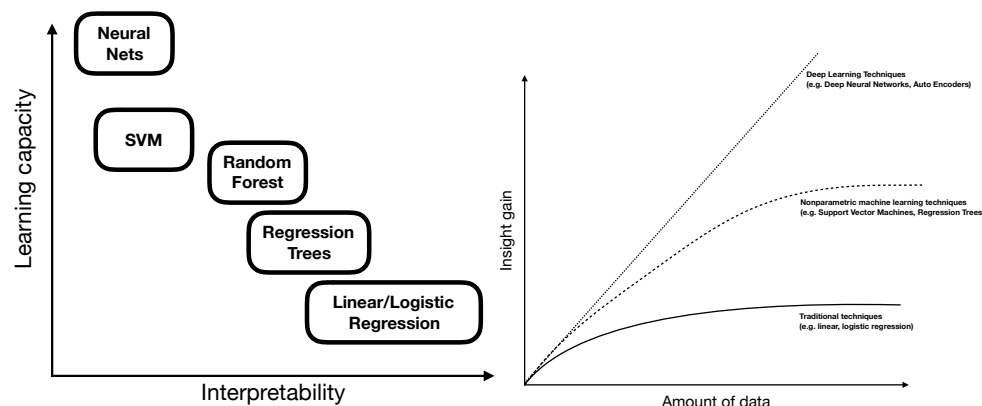 Neural
Nets
SVM
Random
Forest
Regression
Trees
Linear/Logistic
Regression
Learning capacity
Interpretability
Deep Learning Techniques
(e.g. Deep Neural Networks, Auto Encoders)
Nonparametric machine learning techniques
(e.g. Support Vector Machines, Regression Trees
Traditional techniques
(e.g. linear, logistic regression)
Insight gain
Amount of data